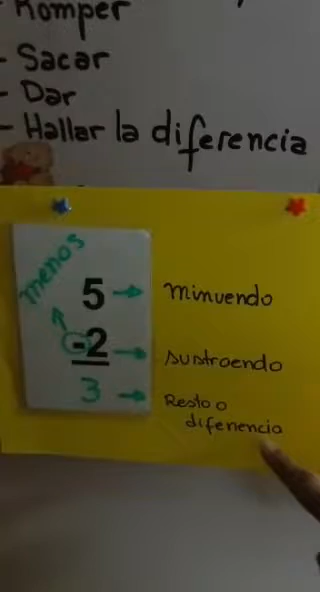 Romper
- Sacar
- Dar
- Hallar la diferencia
menos
5 → minuendo
-2 → sustraendo
3 → Resto o
diferencia